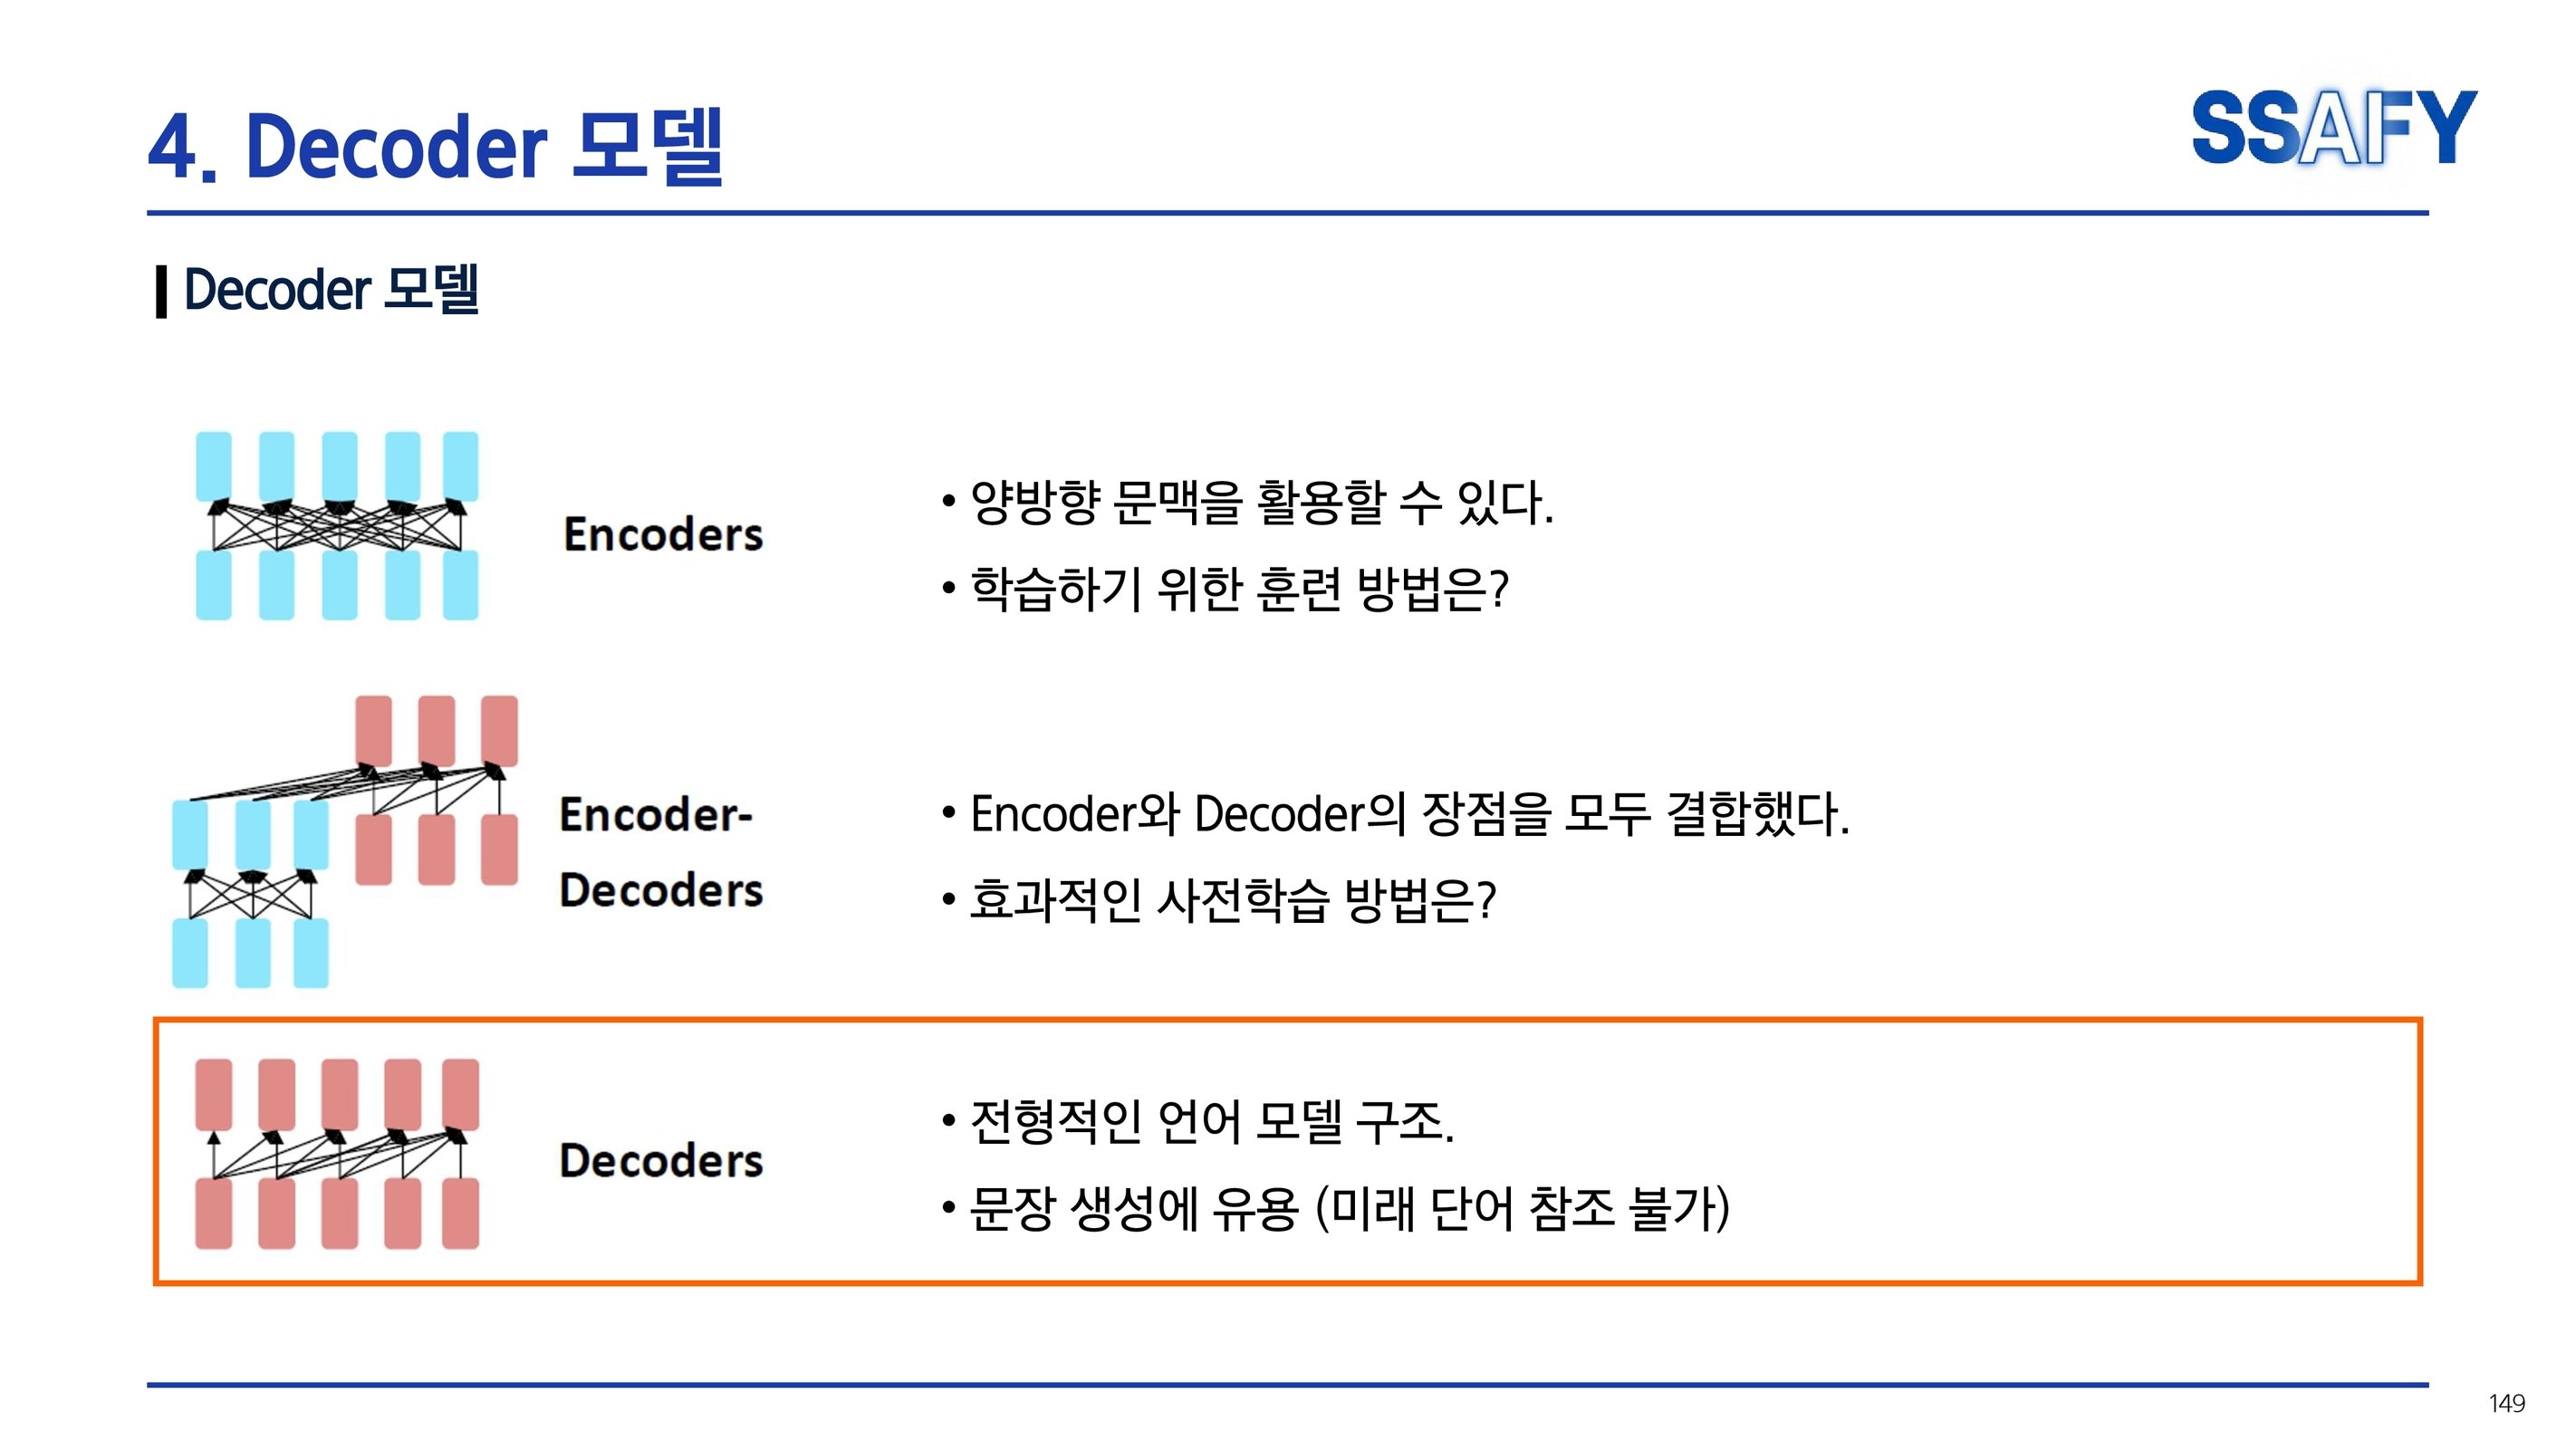 4. Decoder 모델
SSAFY
Decoder 모델
Encoders
• 양방향 문맥을 활용할 수 있다.
• 학습하기 위한 훈련 방법은?
Encoder-
Decoders
• Encoder와 Decoder의 장점을 모두 결합했다.
• 효과적인 사전학습 방법은?
Decoders
• 전형적인 언어 모델 구조.
• 문장 생성에 유용 (미래 단어 참조 불가)
149